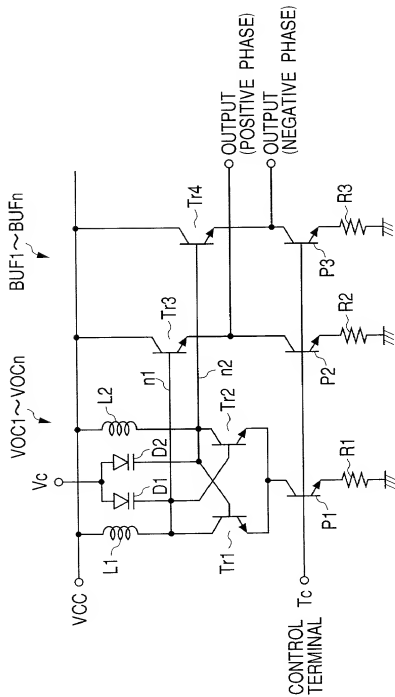 VOC1~VOCn
BUF1~BUFn
Vc
VCC
L1
D1
D2
L2
n1
Tr3
Tr4
OUTPUT
(POSITIVE PHASE)
OUTPUT
(NEGATIVE PHASE)
Tr1
Tr2
n2
CONTROL
TERMINAL
Tc
P1
P2
P3
R1
R2
R3